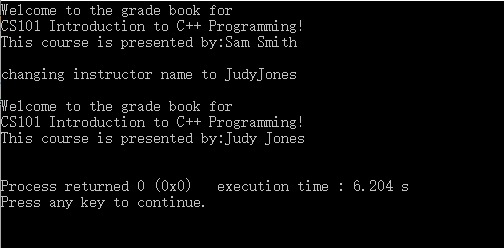 Welcome to the grade book for
CS101 Introduction to C++ Programming!
This course is presented by:Sam Smith
changing instructor name to JudyJones
Welcome to the grade book for
CS101 Introduction to C++ Programming!
This course is presented by:Judy Jones
Process returned 0 (0x0)   execution time : 6.204 s
Press any key to continue.